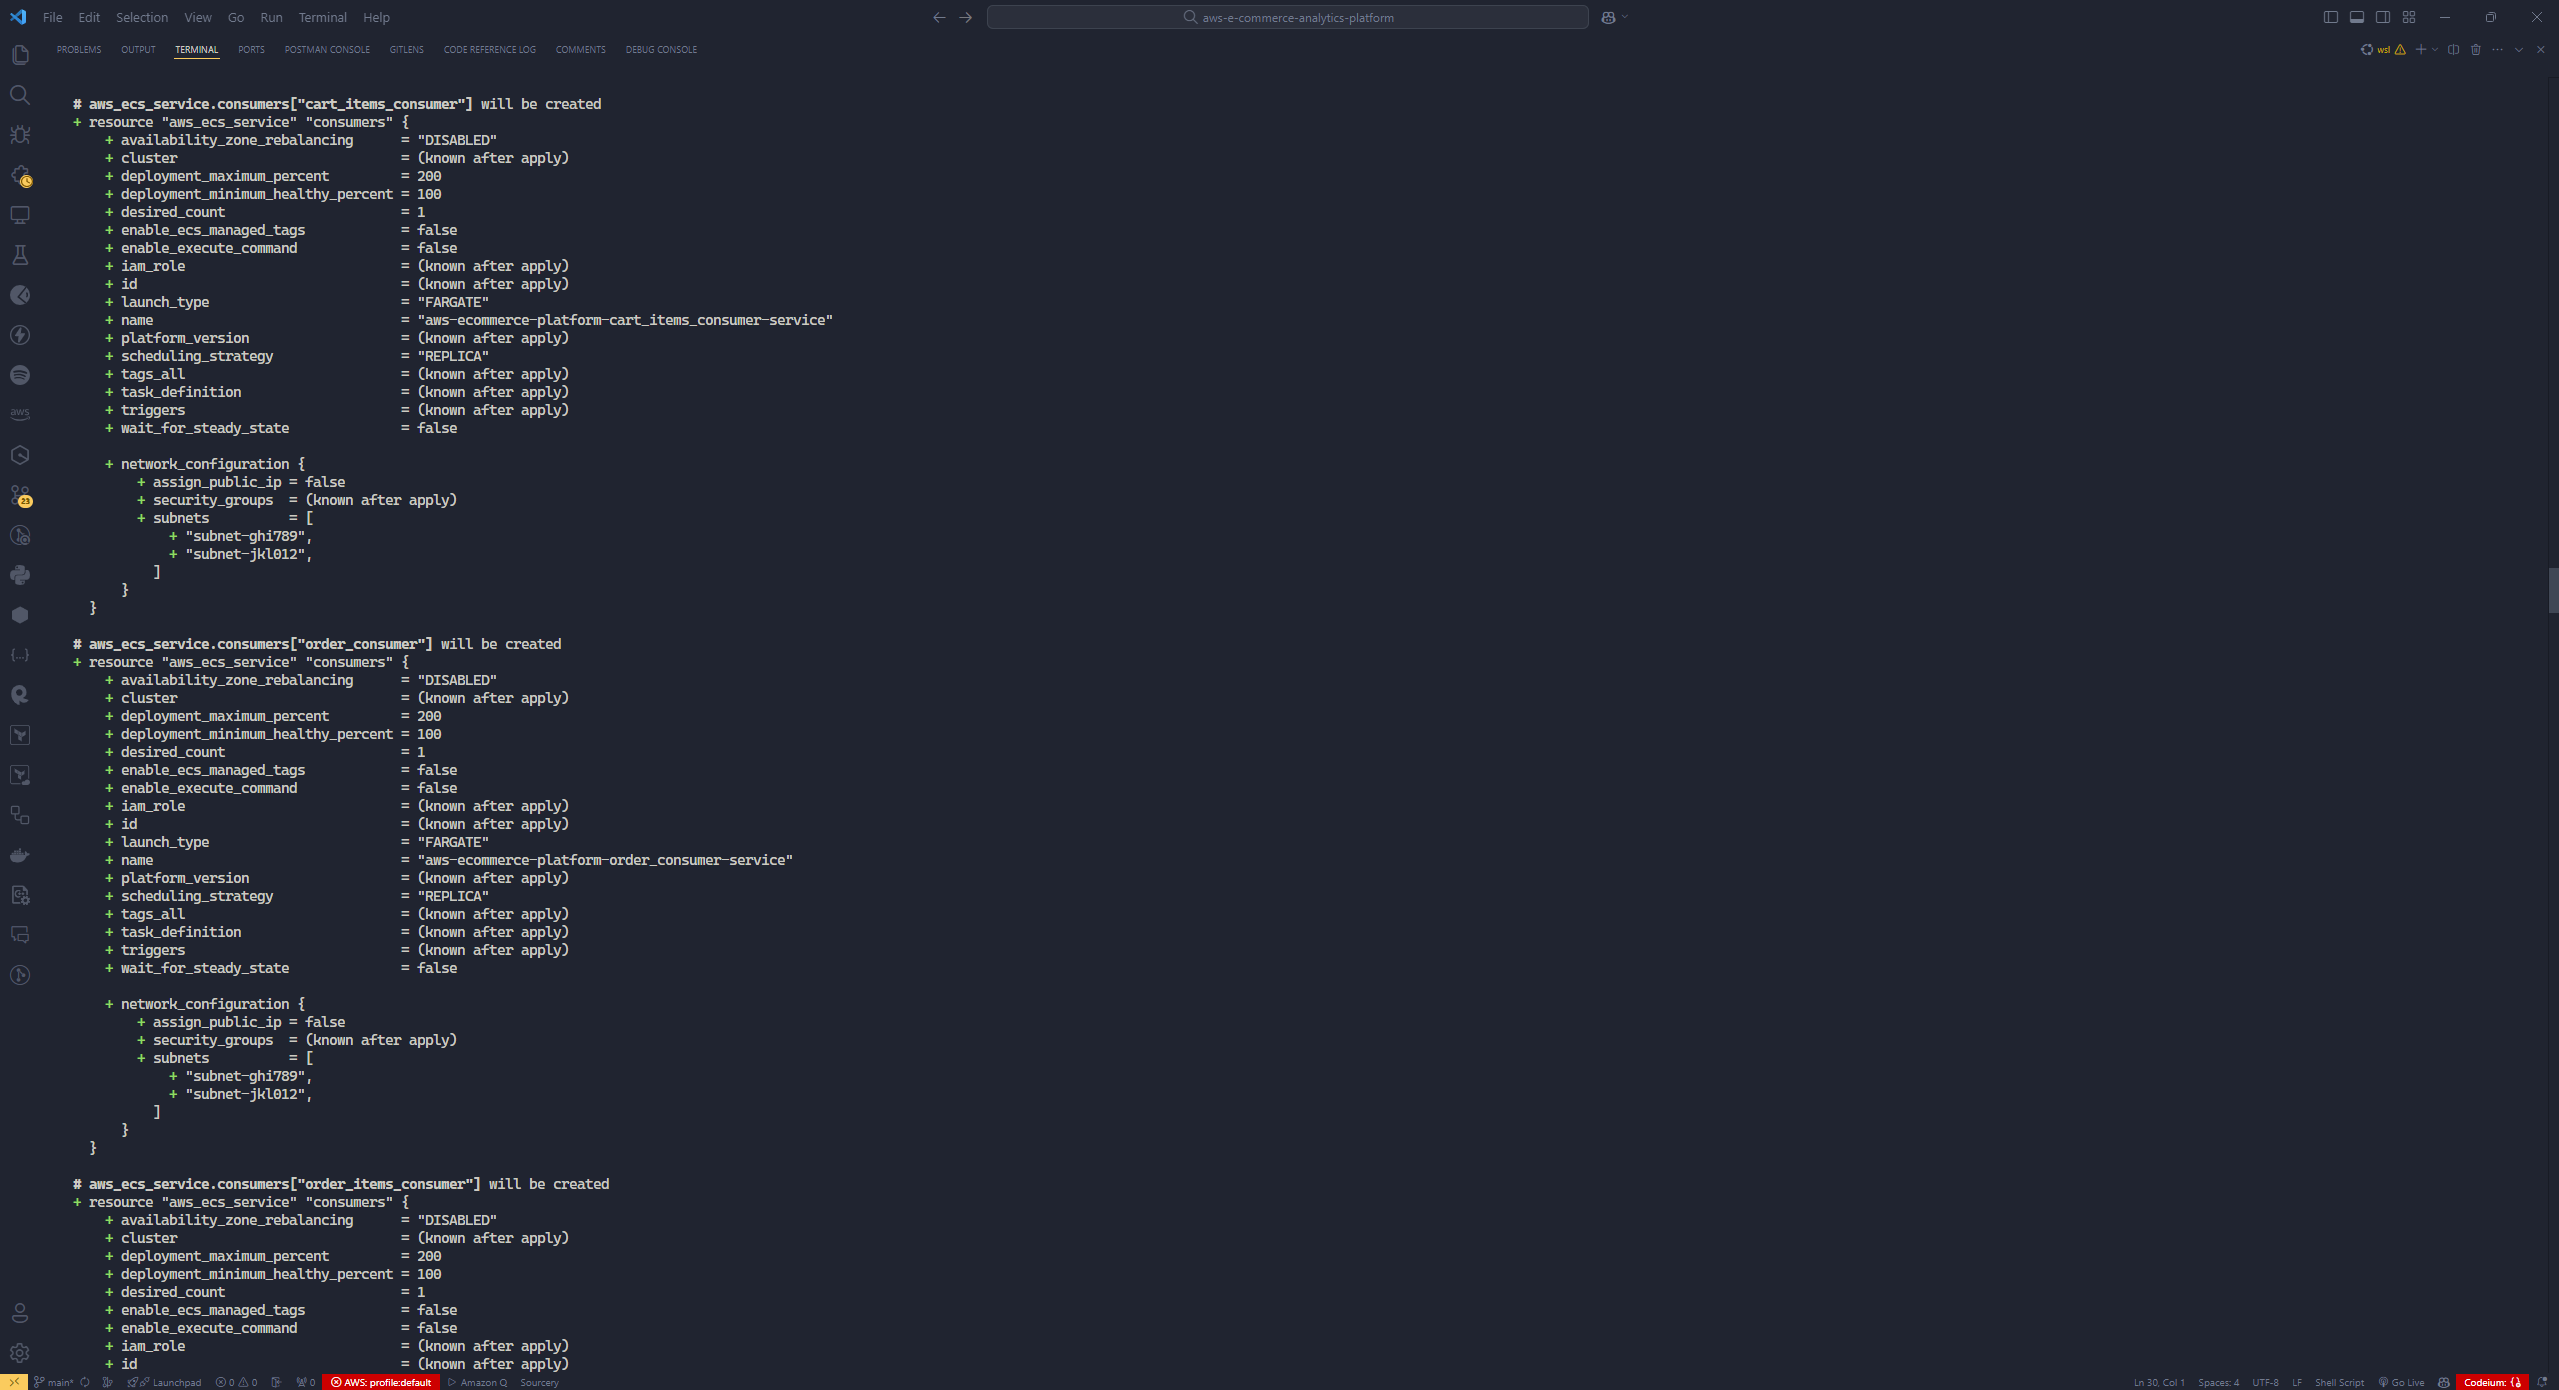 File Edit Selection View Go Run Terminal Help
aws-e-commerce-analytics-platform
PROBLEMS OUTPUT TERMINAL PORTS POSTMAN CONSOLE GITLENS CODE REFERENCE LOG COMMENTS DEBUG CONSOLE
wsl
# aws_ecs_service.consumers["cart_items_consumer"] will be created
+ resource "aws_ecs_service" "consumers" {
+ availability_zone_rebalancing = "DISABLED"
+ cluster = (known after apply)
+ deployment_maximum_percent = 200
+ deployment_minimum_healthy_percent = 100
+ desired_count = 1
+ enable_ecs_managed_tags = false
+ enable_execute_command = false
+ iam_role = (known after apply)
+ id = (known after apply)
+ launch_type = "FARGATE"
+ name = "aws-ecommerce-platform-cart_items_consumer-service"
+ platform_version = (known after apply)
+ scheduling_strategy = "REPLICA"
+ tags_all = (known after apply)
+ task_definition = (known after apply)
+ triggers = (known after apply)
+ wait_for_steady_state = false
+ network_configuration {
+ assign_public_ip = false
+ security_groups = (known after apply)
+ subnets = [
+ "subnet-ghi789",
+ "subnet-jkl012",
]
}
}
# aws_ecs_service.consumers["order_consumer"] will be created
+ resource "aws_ecs_service" "consumers" {
+ availability_zone_rebalancing = "DISABLED"
+ cluster = (known after apply)
+ deployment_maximum_percent = 200
+ deployment_minimum_healthy_percent = 100
+ desired_count = 1
+ enable_ecs_managed_tags = false
+ enable_execute_command = false
+ iam_role = (known after apply)
+ id = (known after apply)
+ launch_type = "FARGATE"
+ name = "aws-ecommerce-platform-order_consumer-service"
+ platform_version = (known after apply)
+ scheduling_strategy = "REPLICA"
+ tags_all = (known after apply)
+ task_definition = (known after apply)
+ triggers = (known after apply)
+ wait_for_steady_state = false
+ network_configuration {
+ assign_public_ip = false
+ security_groups = (known after apply)
+ subnets = [
+ "subnet-ghi789",
+ "subnet-jkl012",
]
}
}
# aws_ecs_service.consumers["order_items_consumer"] will be created
+ resource "aws_ecs_service" "consumers" {
+ availability_zone_rebalancing = "DISABLED"
+ cluster = (known after apply)
+ deployment_maximum_percent = 200
+ deployment_minimum_healthy_percent = 100
+ desired_count = 1
+ enable_ecs_managed_tags = false
+ enable_execute_command = false
+ iam_role = (known after apply)
+ id = (known after apply)
aws
23
main* Launchpad 0 0 0 AWS: profile:default Amazon Q Sourcery Ln 30, Col 1 Spaces: 4 UTF-8 LF Shell Script Go Live Codeium: {}